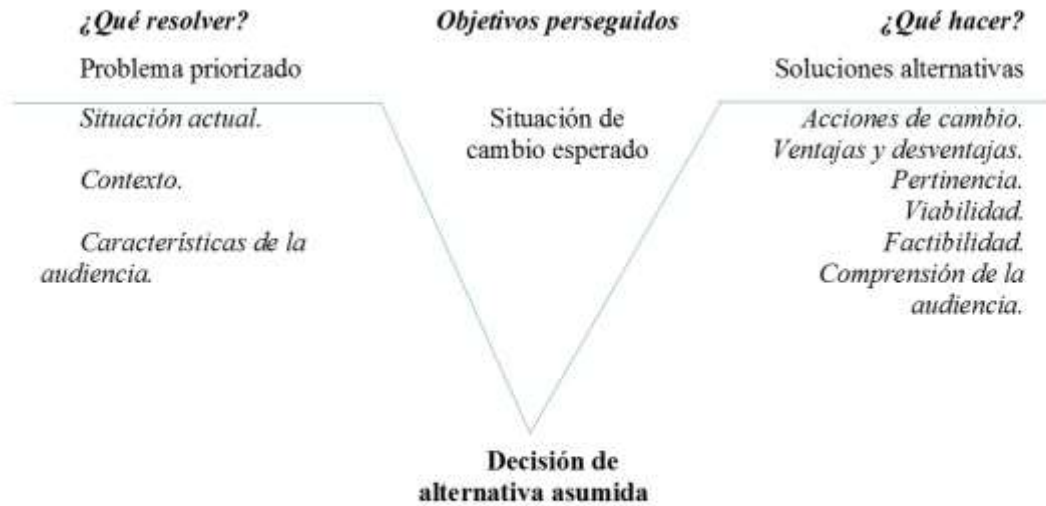 ¿Qué resolver?
Problema priorizado
Situación actual.
Contexto.
Características de la
audiencia.
Objetivos perseguidos
Situación de
cambio esperado
¿Qué hacer?
Soluciones alternativas
Acciones de cambio.
Ventajas y desventajas.
Pertinencia.
Viabilidad.
Factibilidad.
Comprensión de la
audiencia.
Decisión de
alternativa asumida